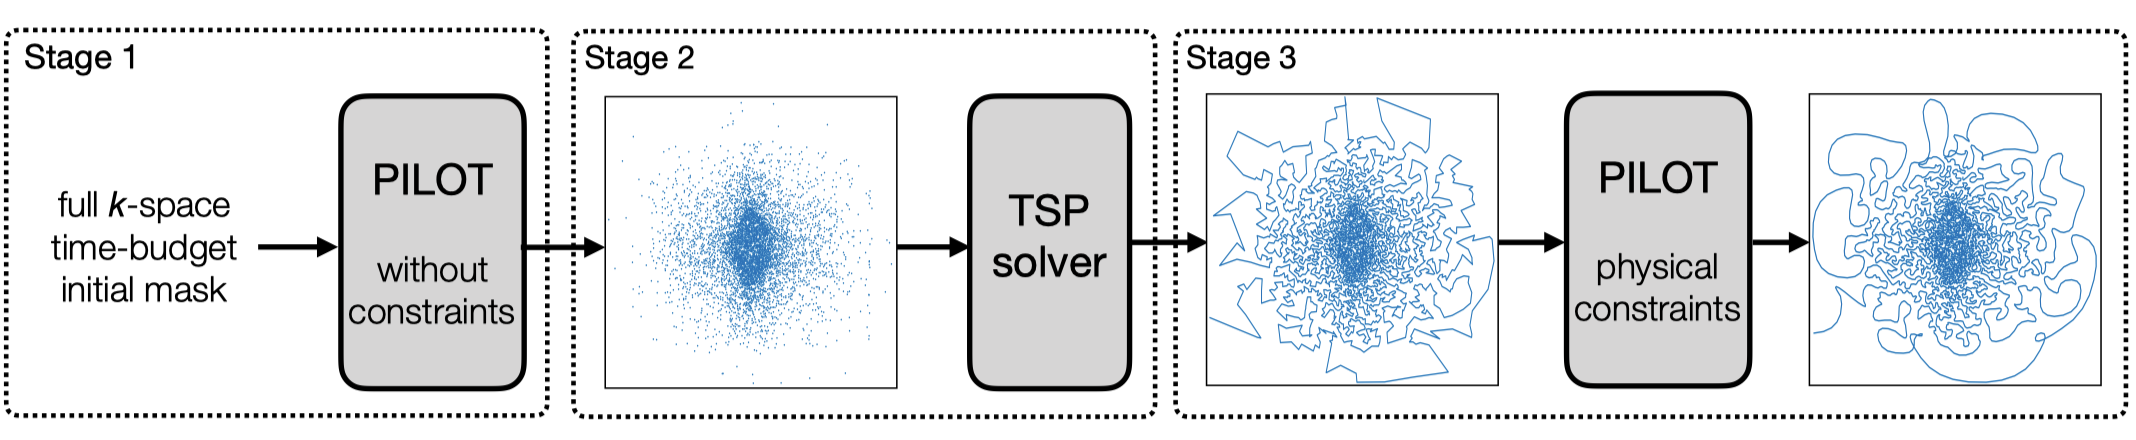 Stage 1
full k-space
time-budget
initial mask
PILOT
without
constraints
Stage 2
TSP
solver
Stage 3
PILOT
physical
constraints